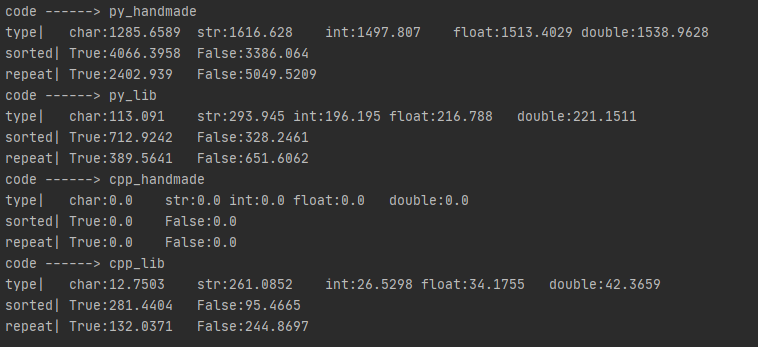 code ------> py_handmade
type|   char:1285.6589  str:1616.628    int:1497.807    float:1513.4029 double:1538.9628
sorted| True:4066.3958  False:3386.064
repeat| True:2402.939   False:5049.5209
code ------> py_lib
type|   char:113.091    str:293.945 int:196.195 float:216.788   double:221.1511
sorted| True:712.9242   False:328.2461
repeat| True:389.5641   False:651.6062
code ------> cpp_handmade
type|   char:0.0    str:0.0 int:0.0 float:0.0   double:0.0
sorted| True:0.0    False:0.0
repeat| True:0.0    False:0.0
code ------> cpp_lib
type|   char:12.7503    str:261.0852    int:26.5298 float:34.1755   double:42.3659
sorted| True:281.4404   False:95.4665
repeat| True:132.0371   False:244.8697